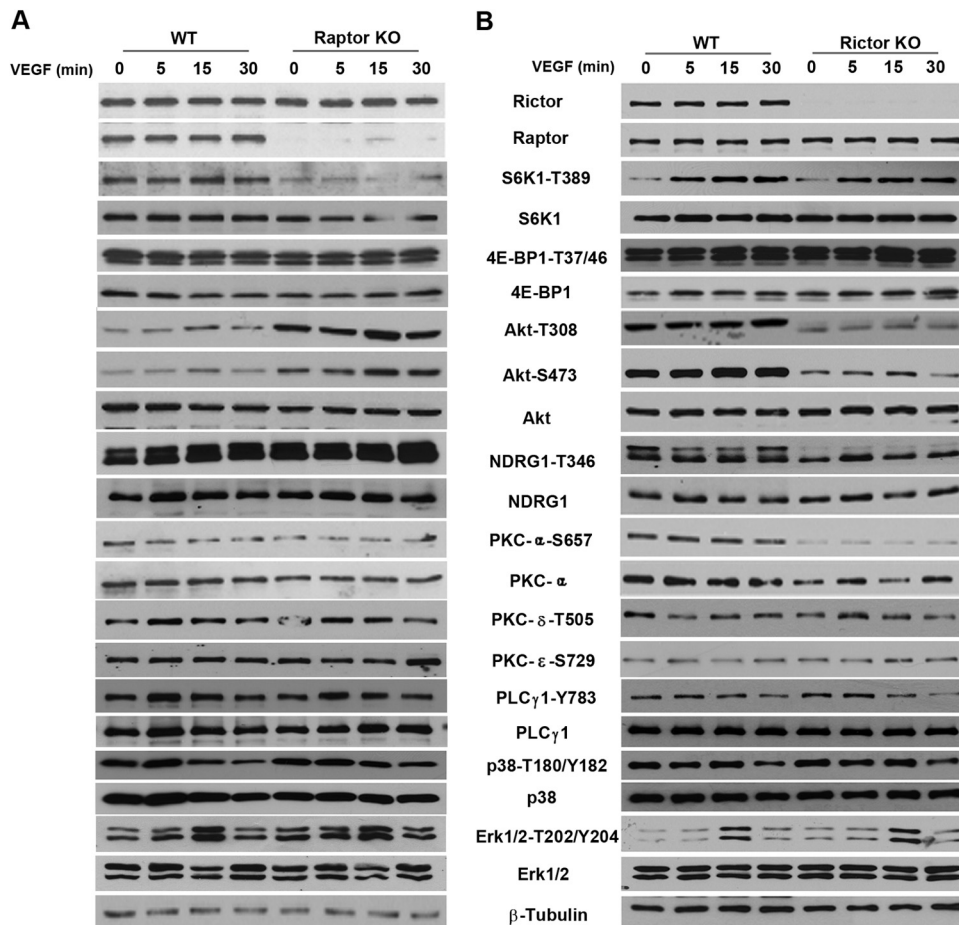 A
WT Raptor KO
VEGF (min) 0 5 15 30 0 5 15 30
B
WT Rictor KO
VEGF (min) 0 5 15 30 0 5 15 30
Rictor
Raptor
S6K1-T389
S6K1
4E-BP1-T37/46
4E-BP1
Akt-T308
Akt-S473
Akt
NDRG1-T346
NDRG1
PKC-α-S657
PKC-α
PKC-δ-T505
PKC-ε-S729
PLCγ1-Y783
PLCγ1
p38-T180/Y182
p38
Erk1/2-T202/Y204
Erk1/2
β-Tubulin